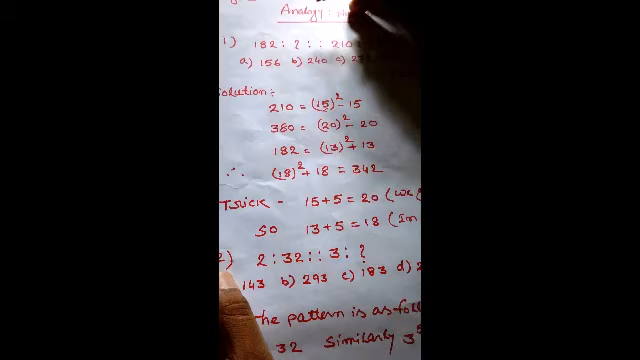 Analogy:
1) 182 : ? : : 210 :
a) 156 b) 240 c)
Solution:
210 = (15)² - 15
380 = (20)² - 20
182 = (13)² + 13
∴ (18)² + 18 = 342
Trick - 15 + 5 = 20 (
So 13 + 5 = 18 (
2) 2 : 32 : : 3 : ?
143 b) 293 c) 183 d)
The pattern is as
32 Similarly 3⁵